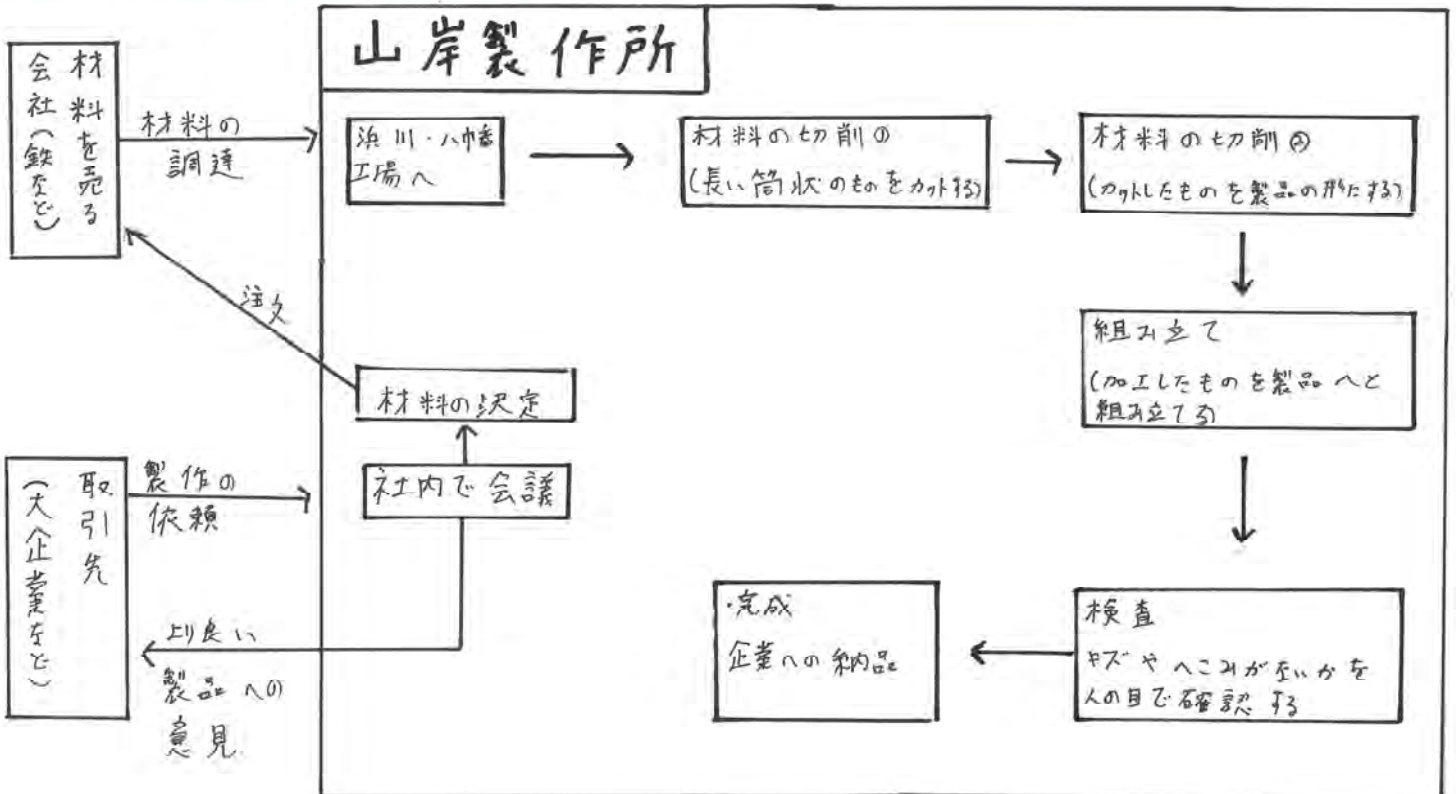 山岸製作所
材料を売る
会社(鉄など)
材料の
調達
浜川・八幡
工場へ
材料の切削①
(長い筒状のものをカットする)
材料の切削②
(カットしたものを製品の形にする)
注文
組み立て
(加工したものを製品へと
組み立てる)
材料の決定
社内で会議
取引先
(大企業など)
製作の
依頼
より良い
製品への
意見
・完成
企業への納品
検査
キズやへこみがないかを
人の目で確認する